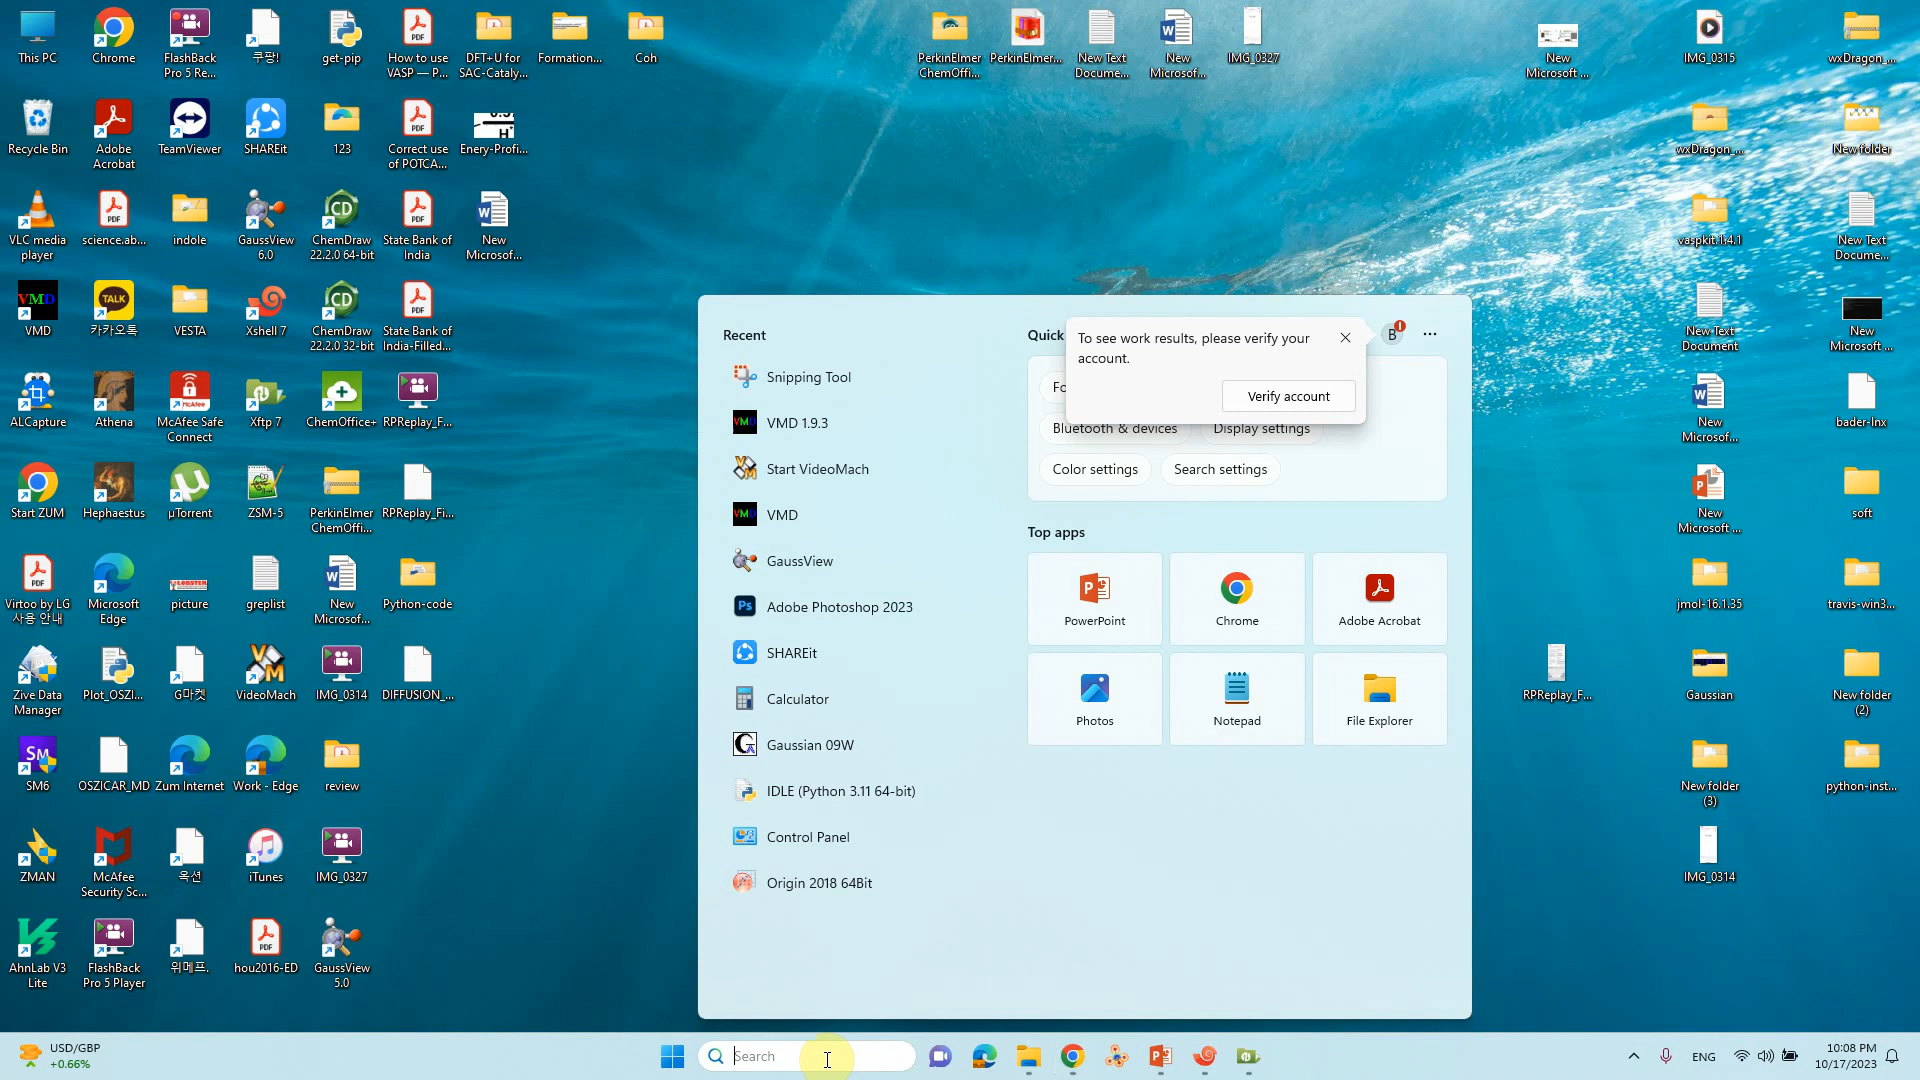 This PC
Chrome
FlashBack
Pro 5 Re...
쿠팡!
get-pip
How to use
VASP — P...
DFT+U for
SAC-Cataly...
Formation...
Coh
PerkinElmer
ChemOffi...
PerkinElmer...
New Text
Docume...
New
Microsof...
IMG_0327
New
Microsoft ...
IMG_0315
wxDragon_...
Recycle Bin
Adobe
Acrobat
TeamViewer
SHAREit
123
Correct use
of POTCA...
Enery-Profi...
wxDragon_...
New folder
VLC media
player
science.ab...
indole
GaussView
6.0
ChemDraw
22.2.0 64-bit
State Bank of
India
New
Microsof...
vaspkit.1.4.1
New Text
Docume...
VMD
카카오톡
VESTA
Xshell 7
ChemDraw
22.2.0 32-bit
State Bank of
India-Filled...
New Text
Document
New
Microsoft ...
ALCapture
Athena
McAfee Safe
Connect
Xftp 7
ChemOffice+
RPReplay_F...
New
Microsof...
bader-lnx
Start ZUM
Hephaestus
µTorrent
ZSM-5
PerkinElmer
ChemOffi...
RPReplay_Fi...
New
Microsoft ...
soft
Virtoo by LG
사용 안내
Microsoft
Edge
picture
greplist
New
Microsof...
Python-code
jmol-16.1.35
travis-win3...
Zive Data
Manager
Plot_OSZI...
G마켓
VideoMach
IMG_0314
DIFFUSION_...
RPReplay_F...
Gaussian
New folder
(2)
SM6
OSZICAR_MD
Zum Internet
Work - Edge
review
New folder
(3)
python-inst...
ZMAN
McAfee
Security Sc...
옥션
iTunes
IMG_0327
IMG_0314
AhnLab V3
Lite
FlashBack
Pro 5 Player
위메프.
hou2016-ED
GaussView
5.0
Recent
Snipping Tool
VMD 1.9.3
Start VideoMach
VMD
GaussView
Adobe Photoshop 2023
SHAREit
Calculator
Gaussian 09W
IDLE (Python 3.11 64-bit)
Control Panel
Origin 2018 64Bit
Quick
B
To see work results, please verify your
account.
Verify account
Fo
Bluetooth & devices
Display settings
Color settings
Search settings
Top apps
PowerPoint
Chrome
Adobe Acrobat
Photos
Notepad
File Explorer
USD/GBP
+0.66%
Search
ENG
10:08 PM
10/17/2023